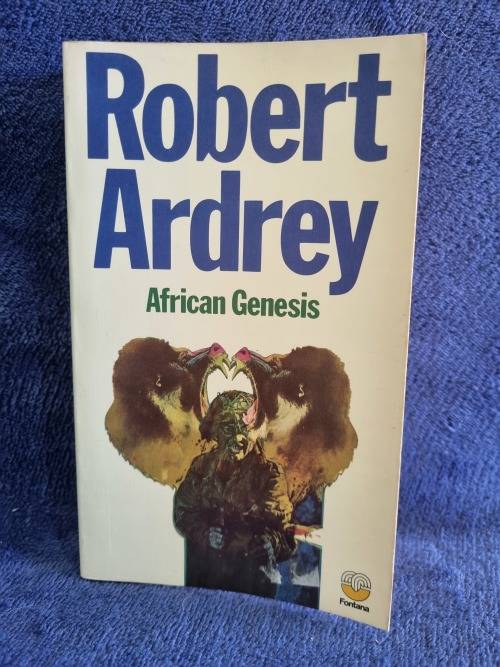 Robert
Ardrey
African Genesis
Fontana